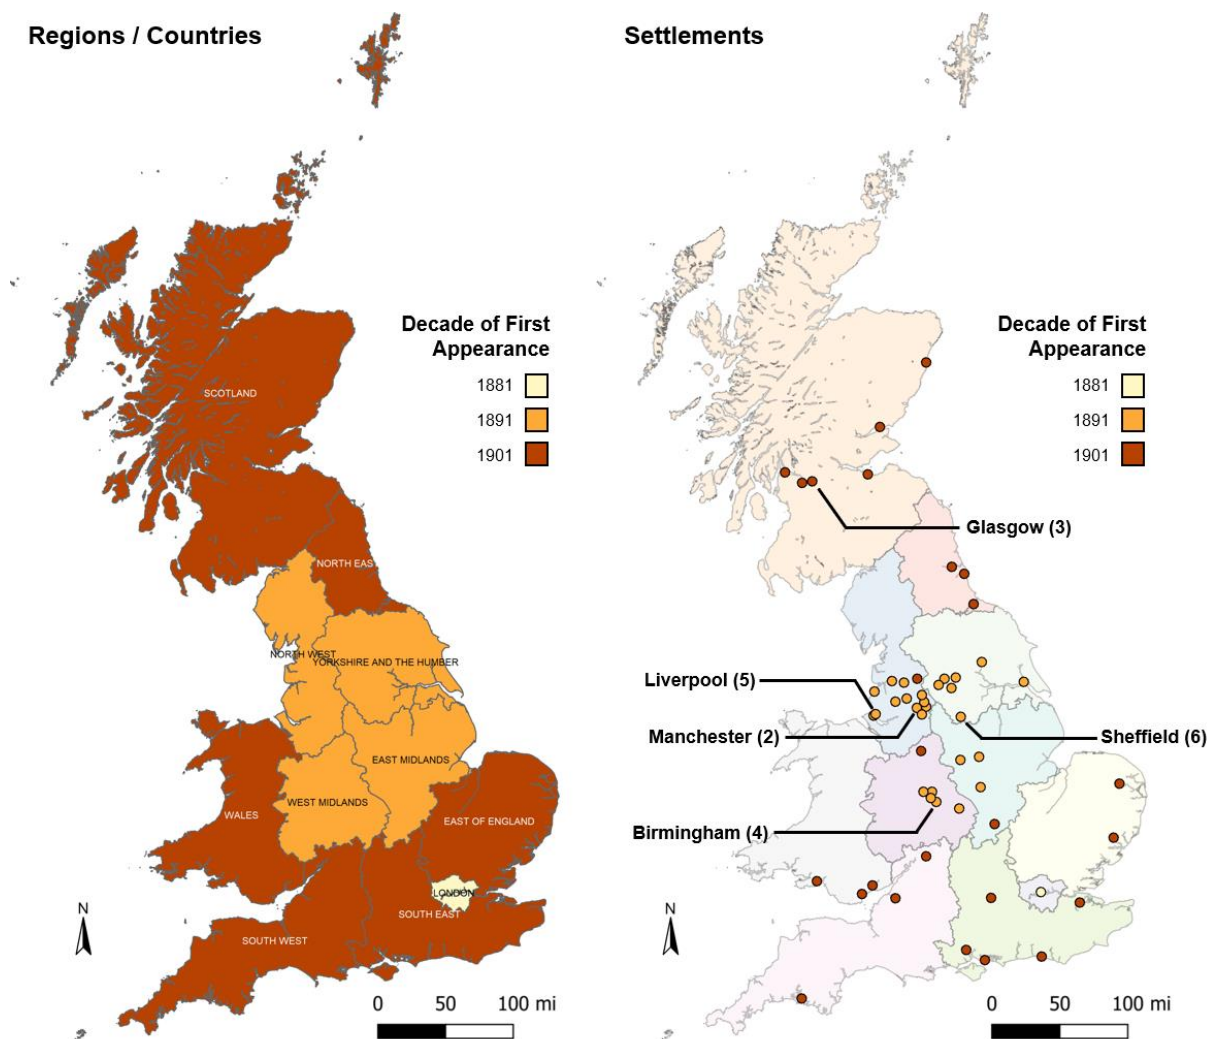 Regions / Countries
Decade of First
Appearance
1881
1891
1901
SCOTLAND
NORTH EAS
NORTH WEST
YORKSHIRE AND THE HUMBER
EAST MIDLANDS
WEST MIDLANDS
WALES
EAST OF ENGLAND
LONDON
SOUTH EAST
SOUTH WEST
N
0 50 100 mi
Settlements
Decade of First
Appearance
1881
1891
1901
Glasgow (3)
Liverpool (5)
Manchester (2)
Sheffield (6)
Birmingham (4)
N
0 50 100 mi